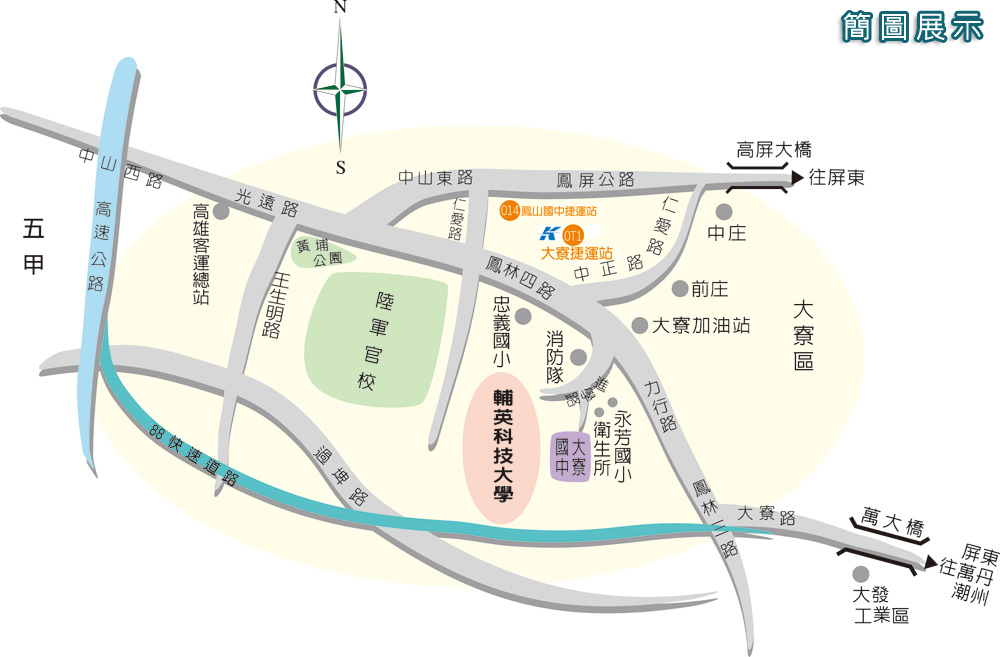 簡圖展示
N
S
中山西路
高速公路
五甲
光遠路
高雄客運總站
黃埔
公園
王生明路
陸軍官校
中山東路
仁愛路
鳳屏公路
高屏大橋
往屏東
014 鳳山國中捷運站
K OT1
大寮捷運站
仁愛路
中正路
中庄
前庄
大寮加油站
大寮區
鳳林四路
忠義國小
消防隊
力行路
輔英科技大學
大寮
國中
衛生所
永芳國小
88快速道路
過埤路
鳳林三路
大寮路
萬大橋
屏東
往萬丹
潮州
大發
工業區